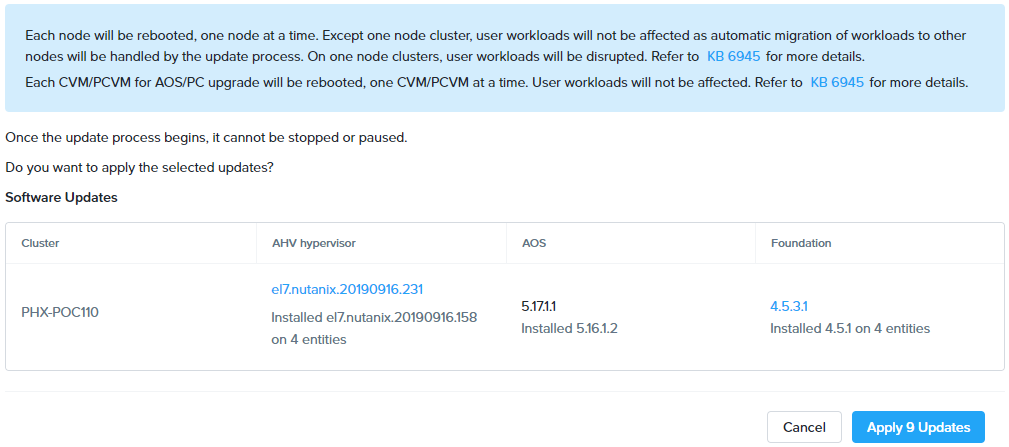 Each node will be rebooted, one node at a time. Except one node cluster, user workloads will not be affected as automatic migration of workloads to other
nodes will be handled by the update process. On one node clusters, user workloads will be disrupted. Refer to KB 6945 for more details.
Each CVM/PCVM for AOS/PC upgrade will be rebooted, one CVM/PCVM at a time. User workloads will not be affected. Refer to KB 6945 for more details.
Once the update process begins, it cannot be stopped or paused.
Do you want to apply the selected updates?
Software Updates
Cluster AHV hypervisor AOS Foundation
PHX-POC110
el7.nutanix.20190916.231
Installed el7.nutanix.20190916.158
on 4 entities
5.17.1.1
Installed 5.16.1.2
4.5.3.1
Installed 4.5.1 on 4 entities
Cancel Apply 9 Updates